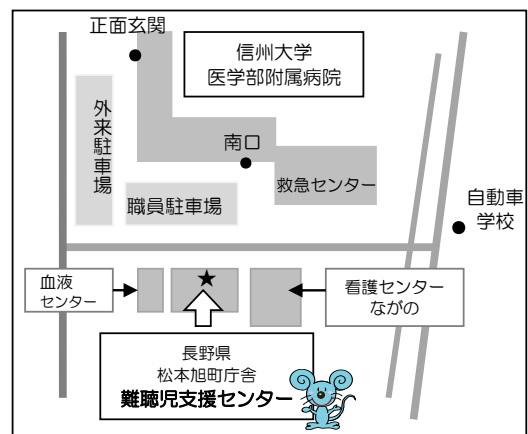 正面玄関
信州大学
医学部附属病院
外来駐車場
南口
救急センター
職員駐車場
自動車
学校
血液
センター
★
看護センター
ながの
長野県
松本旭町庁舎
難聴児支援センター